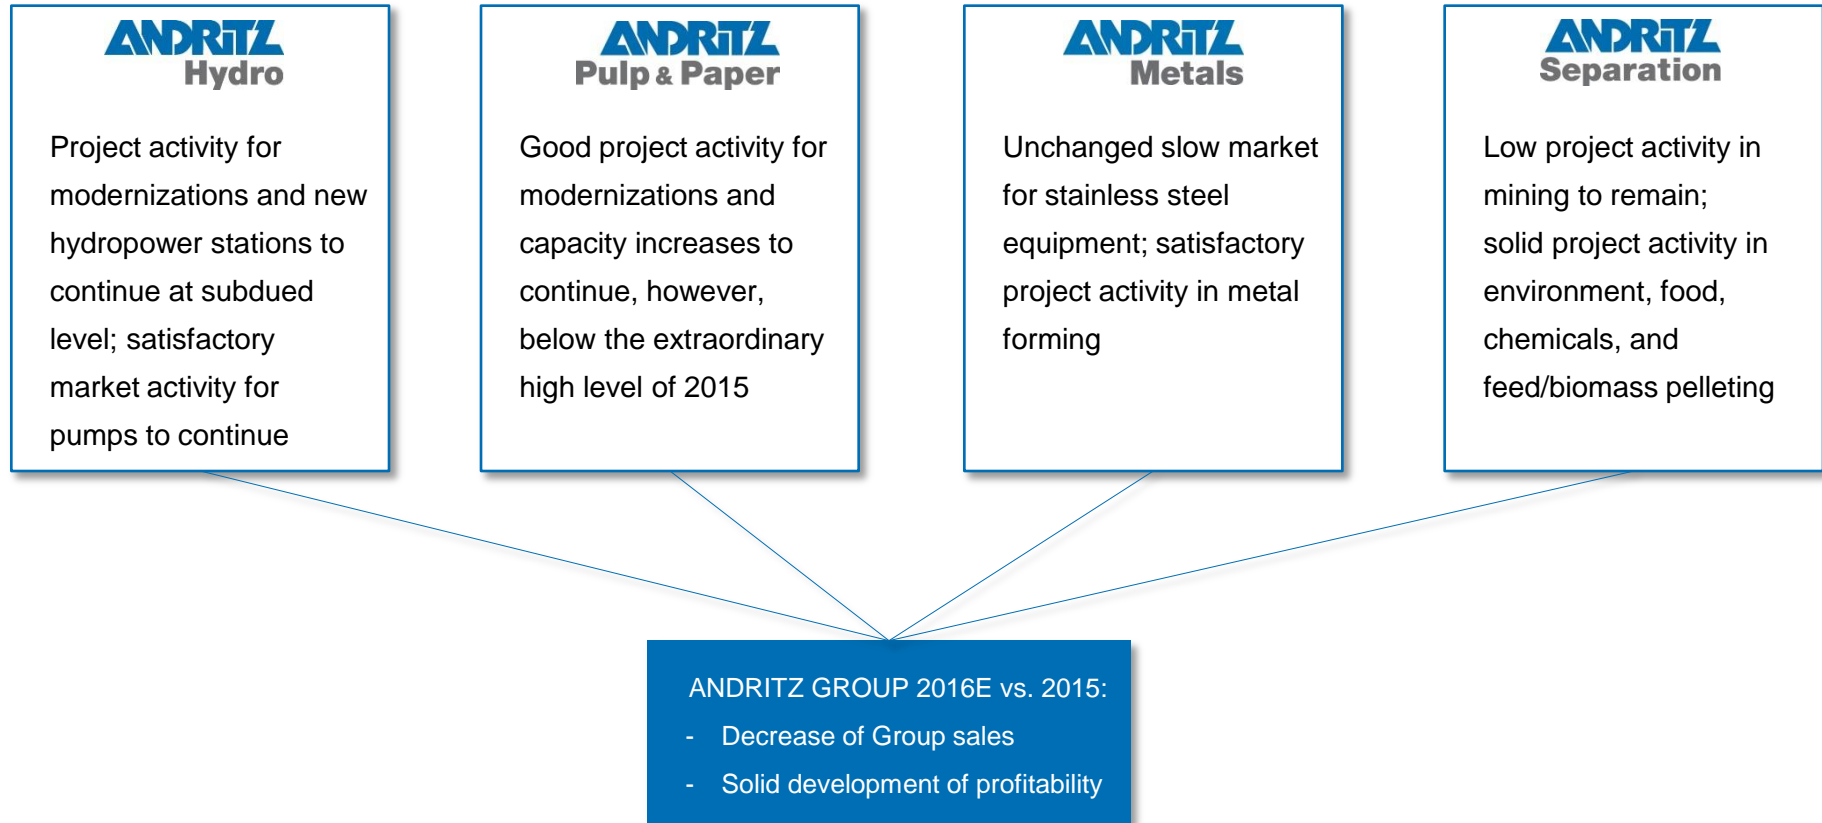 ANDRITZ
Hydro
Project activity for
modernizations and new
hydropower stations to
continue at subdued
level; satisfactory
market activity for
pumps to continue
ANDRITZ
Pulp & Paper
Good project activity for
modernizations and
capacity increases to
continue, however,
below the extraordinary
high level of 2015
ANDRITZ
Metals
Unchanged slow market
for stainless steel
equipment; satisfactory
project activity in metal
forming
ANDRITZ
Separation
Low project activity in
mining to remain;
solid project activity in
environment, food,
chemicals, and
feed/biomass pelleting
ANDRITZ GROUP 2016E vs. 2015:
- Decrease of Group sales
- Solid development of profitability